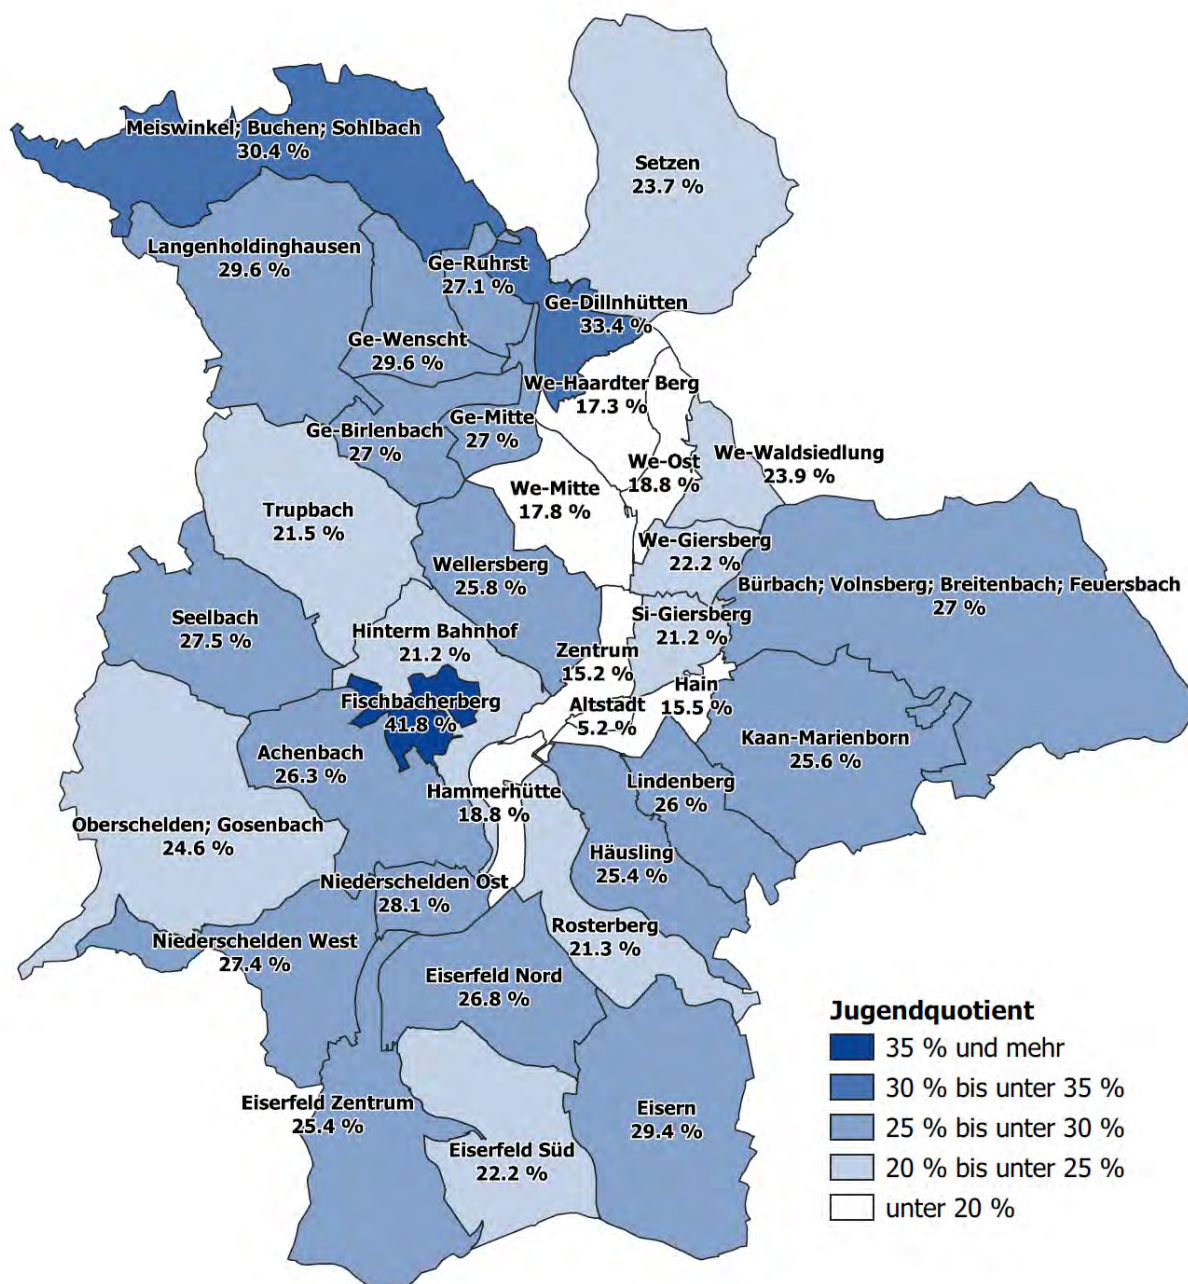 Meiswinkel; Buchen; Sohlbach
30.4 %
Setzen
23.7 %
Langenholdinghausen
29.6 %
Ge-Ruhrst
27.1 %
Ge-Dillnhütten
33.4 %
Ge-Wenscht
29.6 %
We-Haardter Berg
17.3 %
Ge-Mitte
27 %
Ge-Birlenbach
27 %
We-Ost
18.8 %
We-Waldsiedlung
23.9 %
We-Mitte
17.8 %
Trupbach
21.5 %
We-Giersberg
22.2 %
Wellersberg
25.8 %
Bürbach; Volnsberg; Breitenbach; Feuersbach
27 %
Seelbach
27.5 %
Si-Giersberg
21.2 %
Hinterm Bahnhof
21.2 %
Zentrum
15.2 %
Hain
15.5 %
Fischbacherberg
41.8 %
Altstadt
5.2 %
Kaan-Marienborn
25.6 %
Achenbach
26.3 %
Lindenberg
26 %
Hammerhütte
18.8 %
Oberschelden; Gosenbach
24.6 %
Häusling
25.4 %
Niederschelden Ost
28.1 %
Rosterberg
21.3 %
Niederschelden West
27.4 %
Eiserfeld Nord
26.8 %
Eiserfeld Zentrum
25.4 %
Eisern
29.4 %
Eiserfeld Süd
22.2 %
Jugendquotient
35 % und mehr
30 % bis unter 35 %
25 % bis unter 30 %
20 % bis unter 25 %
unter 20 %